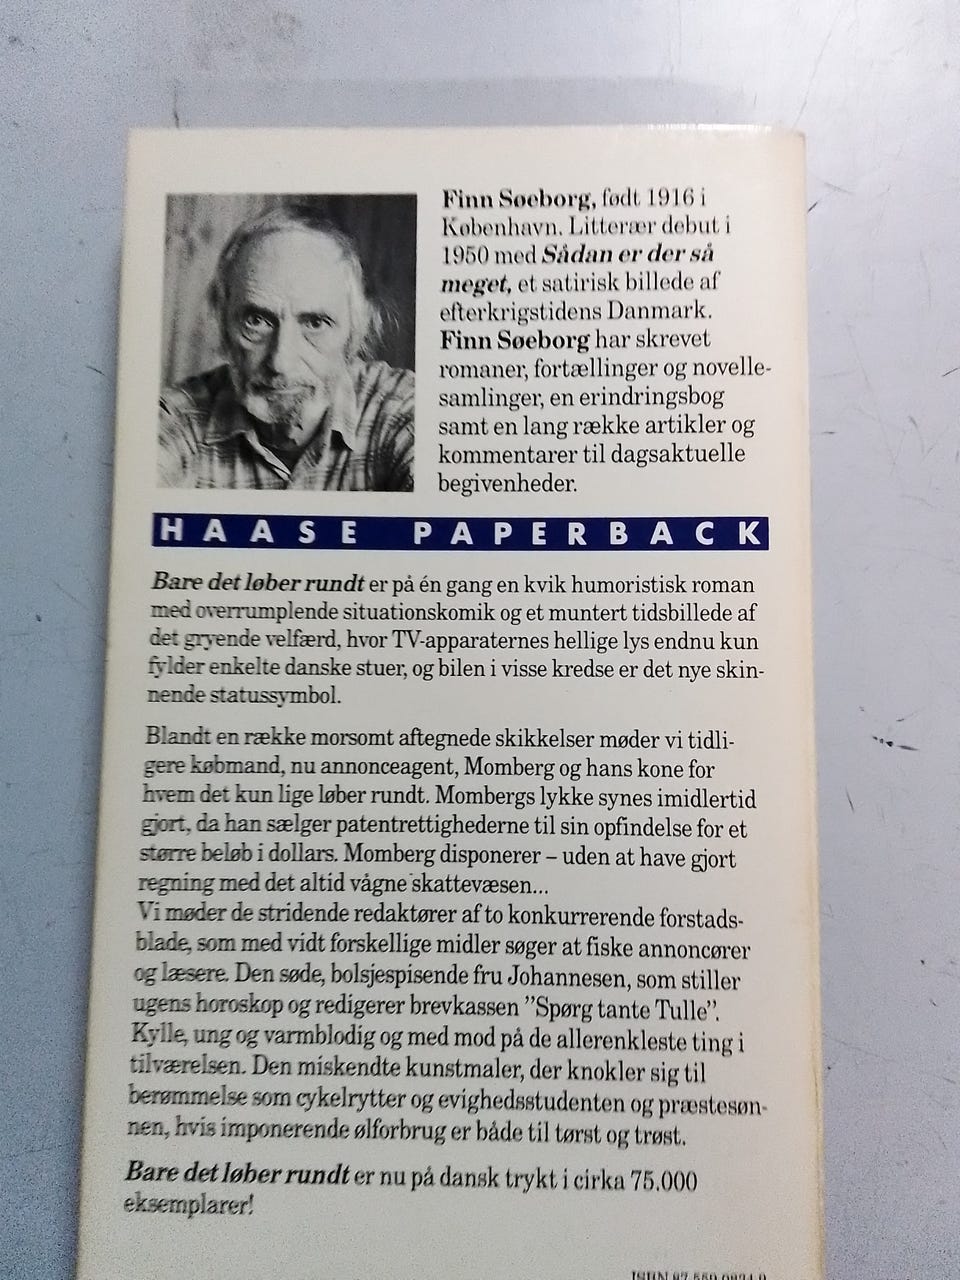 Finn Søeborg, født 1916 i
København. Litterær debut i
1950 med Sådan er der så
meget, et satirisk billede af
efterkrigstidens Danmark.
Finn Søeborg har skrevet
romaner, fortællinger og novelle-
samlinger, en erindringsbog
samt en lang række artikler og
kommentarer til dagsaktuelle
begivenheder.
HAASE PAPERBACK
Bare det løber rundt er på én gang en kvik humoristisk roman
med overrumplende situationskomik og et muntert tidsbillede af
det gryende velfærd, hvor TV-apparaternes hellige lys endnu kun
fylder enkelte danske stuer, og bilen i visse kredse er det nye skin-
nende statussymbol.
Blandt en række morsomt aftegnede skikkelser møder vi tidli-
gere købmand, nu annonceagent, Momberg og hans kone for
hvem det kun lige løber rundt. Mombergs lykke synes imidlertid
gjort, da han sælger patentrettighederne til sin opfindelse for et
større beløb i dollars. Momberg disponerer – uden at have gjort
regning med det altid vågne skattevæsen...
Vi møder de stridende redaktører af to konkurrerende forstads-
blade, som med vidt forskellige midler søger at fiske annoncører
og læsere. Den søde, bolsjespisende fru Johannesen, som stiller
ugens horoskop og redigerer brevkassen ”Spørg tante Tulle”.
Kylle, ung og varmblodig og med mod på de allerenkleste ting i
tilværelsen. Den miskendte kunstmaler, der knokler sig til
berømmelse som cykelrytter og evighedsstudenten og præstesøn-
nen, hvis imponerende ølforbrug er både til tørst og trøst.
Bare det løber rundt er nu på dansk trykt i cirka 75.000
eksemplarer!
ISBN